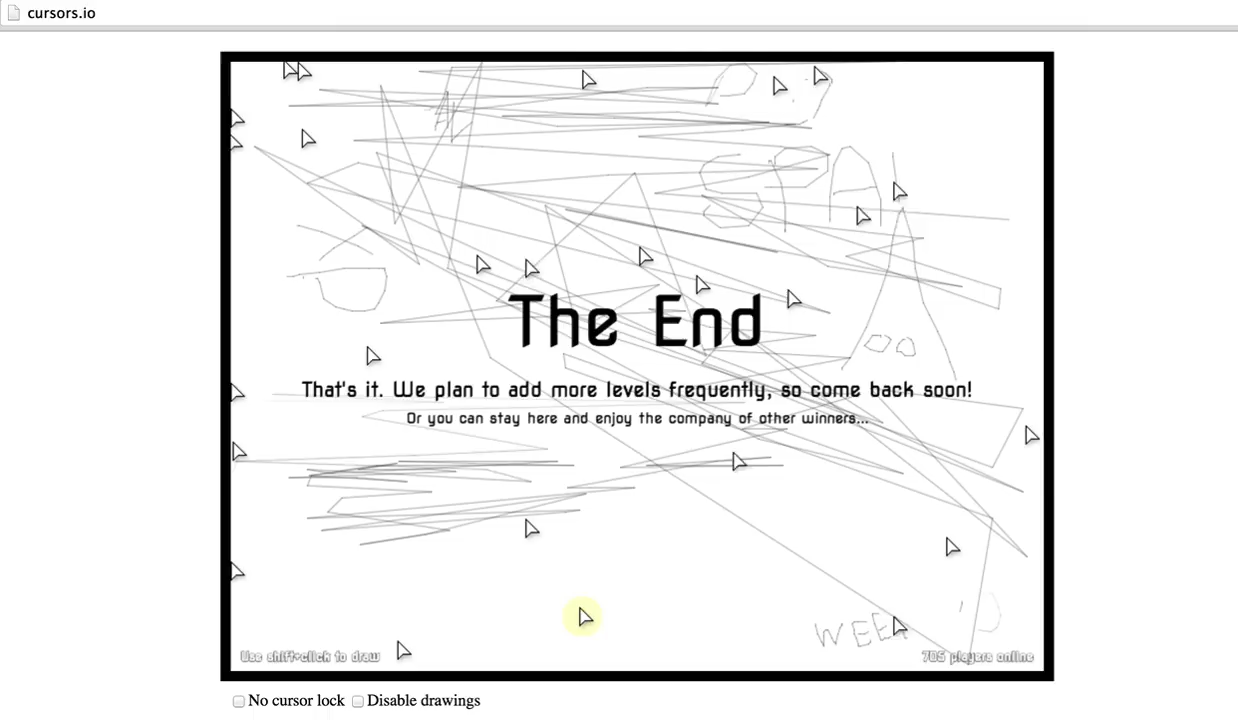 cursors.io
The End
That's it. We plan to add more levels frequently, so come back soon!
Or you can stay here and enjoy the company of other winners...
WEE
Use shift+click to draw
705 players online
No cursor lock
Disable drawings